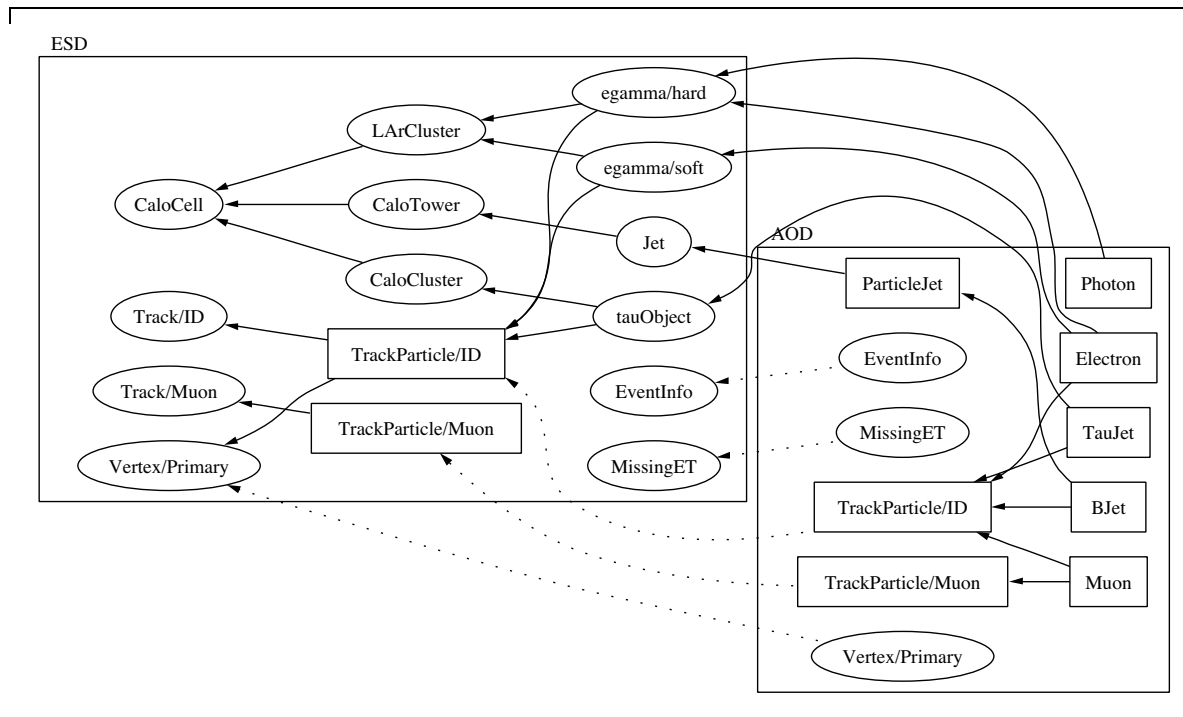 ESD
egamma/hard
LArCluster
egamma/soft
CaloCell
CaloTower
Jet
AOD
CaloCluster
ParticleJet
Photon
Track/ID
tauObject
TrackParticle/ID
EventInfo
Electron
Track/Muon
EventInfo
TrackParticle/Muon
MissingET
TauJet
Vertex/Primary
MissingET
TrackParticle/ID
BJet
TrackParticle/Muon
Muon
Vertex/Primary